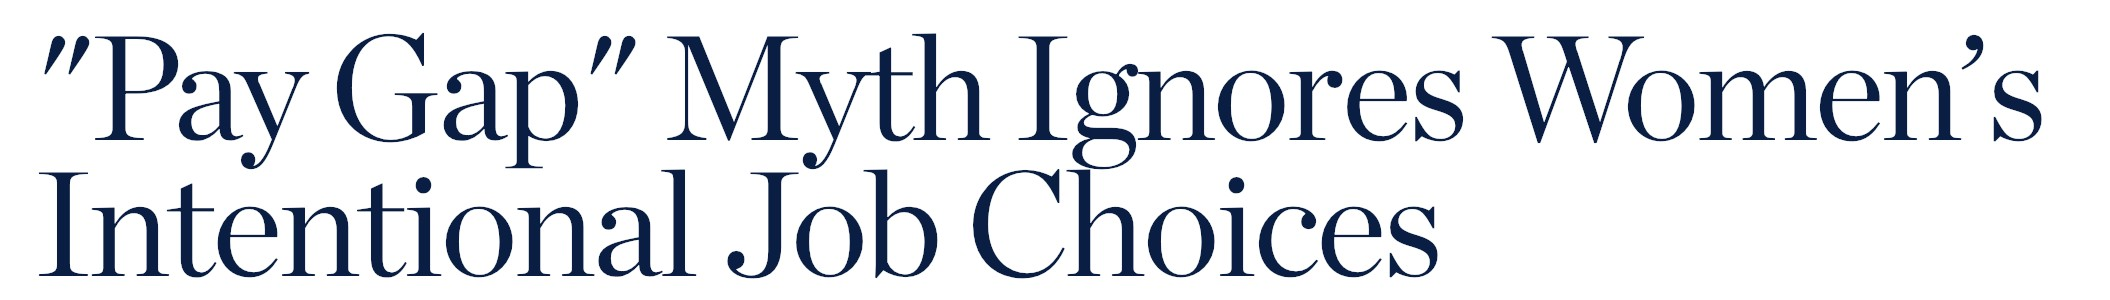 "Pay Gap" Myth Ignores Women’s
Intentional Job Choices